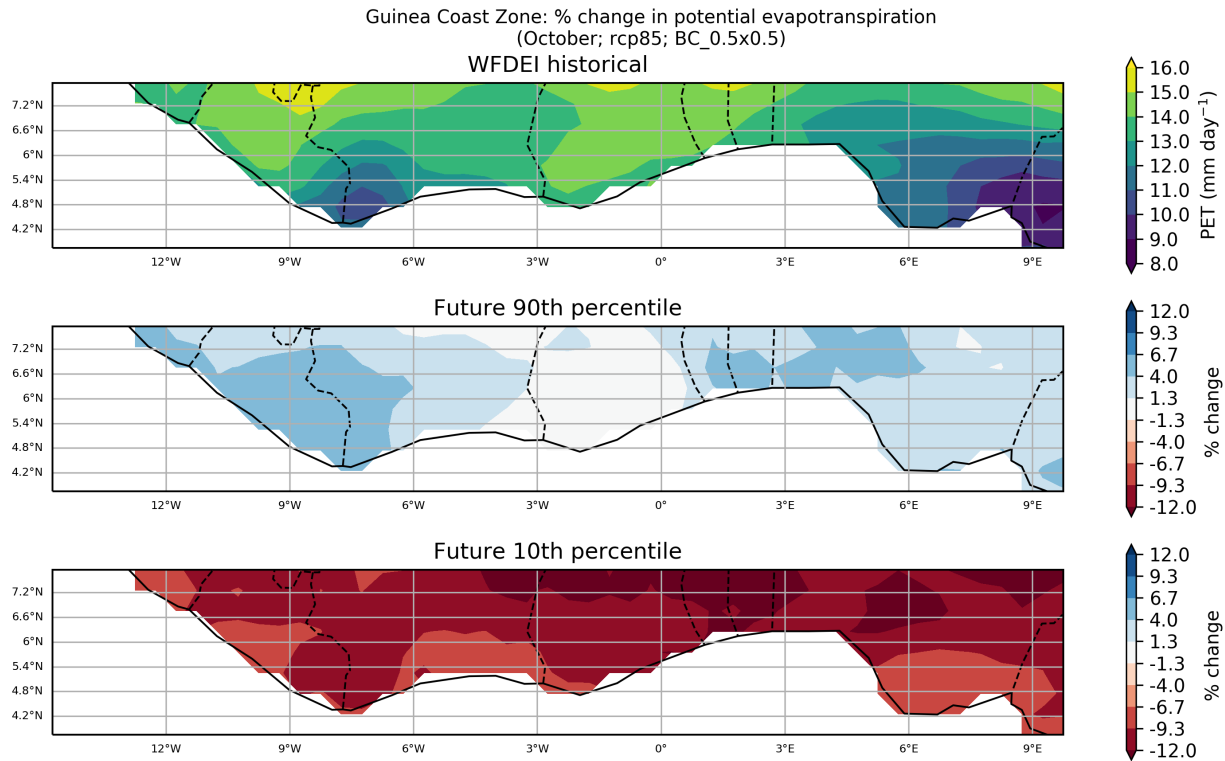 Guinea Coast Zone: % change in potential evapotranspiration
(October; rcp85; BC_0.5x0.5)
WFDEI historical
7.2°N
6.6°N
6°N
5.4°N
4.8°N
4.2°N
12°W 9°W 6°W 3°W 0° 3°E 6°E 9°E
16.0
15.0
14.0
13.0
12.0
11.0
10.0
9.0
8.0
PET (mm day⁻¹)
Future 90th percentile
7.2°N
6.6°N
6°N
5.4°N
4.8°N
4.2°N
12°W 9°W 6°W 3°W 0° 3°E 6°E 9°E
12.0
9.3
6.7
4.0
1.3
-1.3
-4.0
-6.7
-9.3
-12.0
% change
Future 10th percentile
7.2°N
6.6°N
6°N
5.4°N
4.8°N
4.2°N
12°W 9°W 6°W 3°W 0° 3°E 6°E 9°E
12.0
9.3
6.7
4.0
1.3
-1.3
-4.0
-6.7
-9.3
-12.0
% change